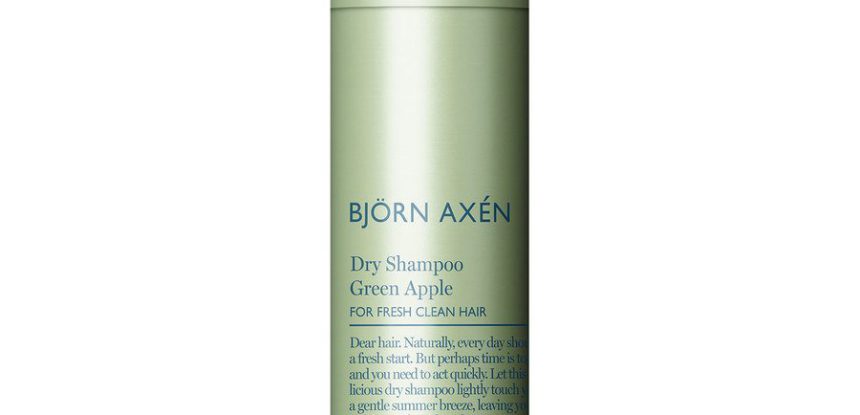 BJÖRN AXÉN
Dry Shampoo
Green Apple
FOR FRESH CLEAN HAIR
Dear hair. Naturally, every day
a fresh start. But perhaps time is
and you need to act quickly. Let this
licious dry shampoo lightly touch
a gentle summer breeze, leaving